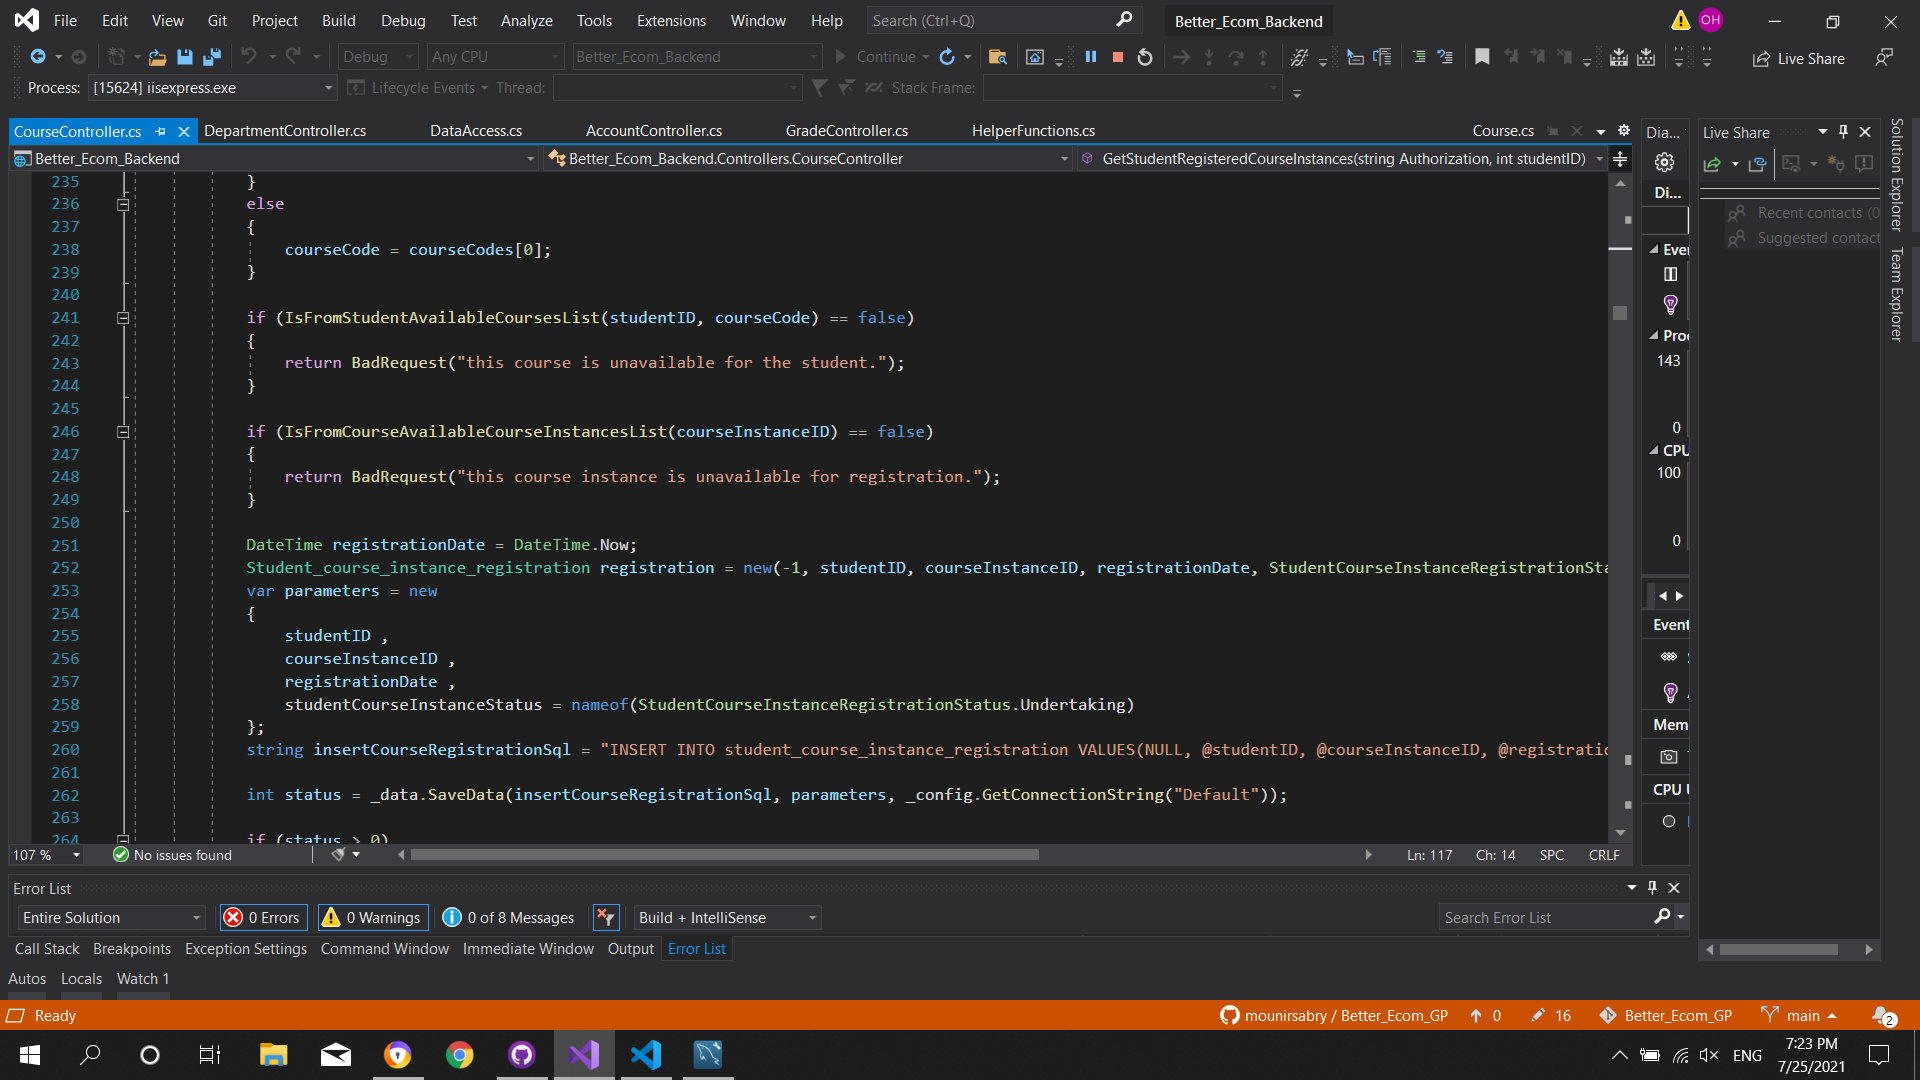 File Edit View Git Project Build Debug Test Analyze Tools Extensions Window Help Search (Ctrl+Q) Better_Ecom_Backend OH
Debug Any CPU Better_Ecom_Backend Continue Live Share
Process: [15624] iisexpress.exe Lifecycle Events Thread: Stack Frame:
CourseController.cs DepartmentController.cs DataAccess.cs AccountController.cs GradeController.cs HelperFunctions.cs Course.cs
Better_Ecom_Backend Better_Ecom_Backend.Controllers.CourseController GetStudentRegisteredCourseInstances(string Authorization, int studentID)
235 }
236 else
237 {
238 courseCode = courseCodes[0];
239 }
240
241 if (IsFromStudentAvailableCoursesList(studentID, courseCode) == false)
242 {
243 return BadRequest("this course is unavailable for the student.");
244 }
245
246 if (IsFromCourseAvailableCourseInstancesList(courseInstanceID) == false)
247 {
248 return BadRequest("this course instance is unavailable for registration.");
249 }
250
251 DateTime registrationDate = DateTime.Now;
252 Student_course_instance_registration registration = new(-1, studentID, courseInstanceID, registrationDate, StudentCourseInstanceRegistrationSta
253 var parameters = new
254 {
255 studentID ,
256 courseInstanceID ,
257 registrationDate ,
258 studentCourseInstanceStatus = nameof(StudentCourseInstanceRegistrationStatus.Undertaking)
259 };
260 string insertCourseRegistrationSql = "INSERT INTO student_course_instance_registration VALUES(NULL, @studentID, @courseInstanceID, @registratio
261
262 int status = _data.SaveData(insertCourseRegistrationSql, parameters, _config.GetConnectionString("Default"));
263
264 if (status > 0)
107 % No issues found Ln: 117 Ch: 14 SPC CRLF
Dia...
Di...
Eve
Proc
143
0
CPU
100
0
Event
Mem
CPU U
Live Share
Recent contacts (0
Suggested contact
Solution Explorer
Team Explorer
Error List
Entire Solution 0 Errors 0 Warnings 0 of 8 Messages Build + IntelliSense Search Error List
Call Stack Breakpoints Exception Settings Command Window Immediate Window Output Error List
Autos Locals Watch 1
Ready mounirsabry / Better_Ecom_GP 0 16 Better_Ecom_GP main 2
ENG 7:23 PM
7/25/2021